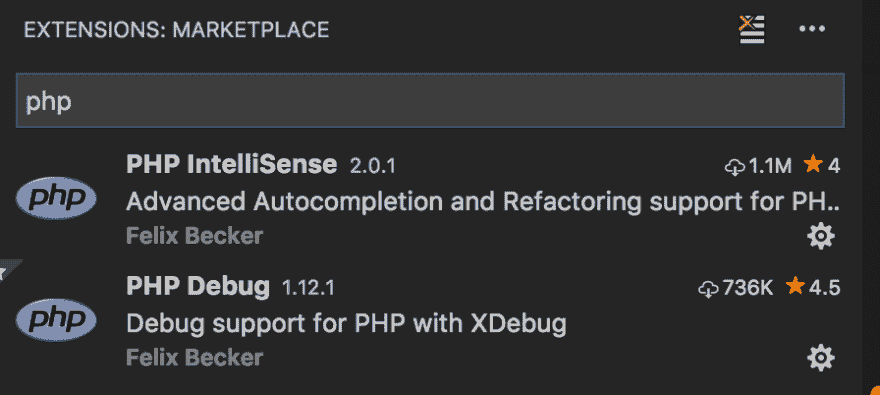 EXTENSIONS: MARKETPLACE
php
PHP IntelliSense 2.0.1 1.1M 4
php
Advanced Autocompletion and Refactoring support for PH..
Felix Becker
PHP Debug 1.12.1 736K 4.5
php
Debug support for PHP with XDebug
Felix Becker